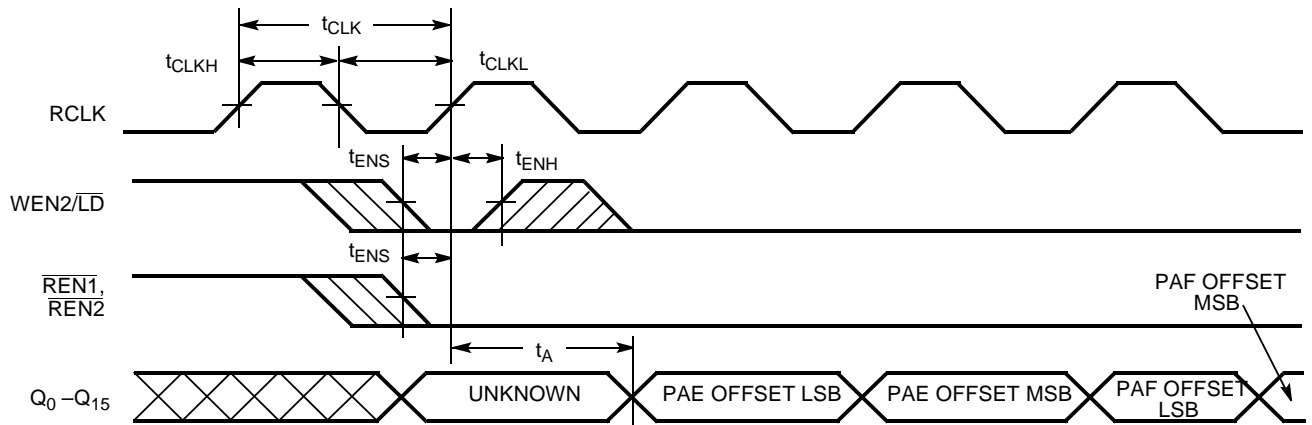 tCLK
tCLKH
tCLKL
RCLK
tENS
tENH
WEN2/LD
tENS
REN1,
REN2
PAF OFFSET
MSB
tA
Q0 –Q15
UNKNOWN
PAE OFFSET LSB
PAE OFFSET MSB
PAF OFFSET
LSB